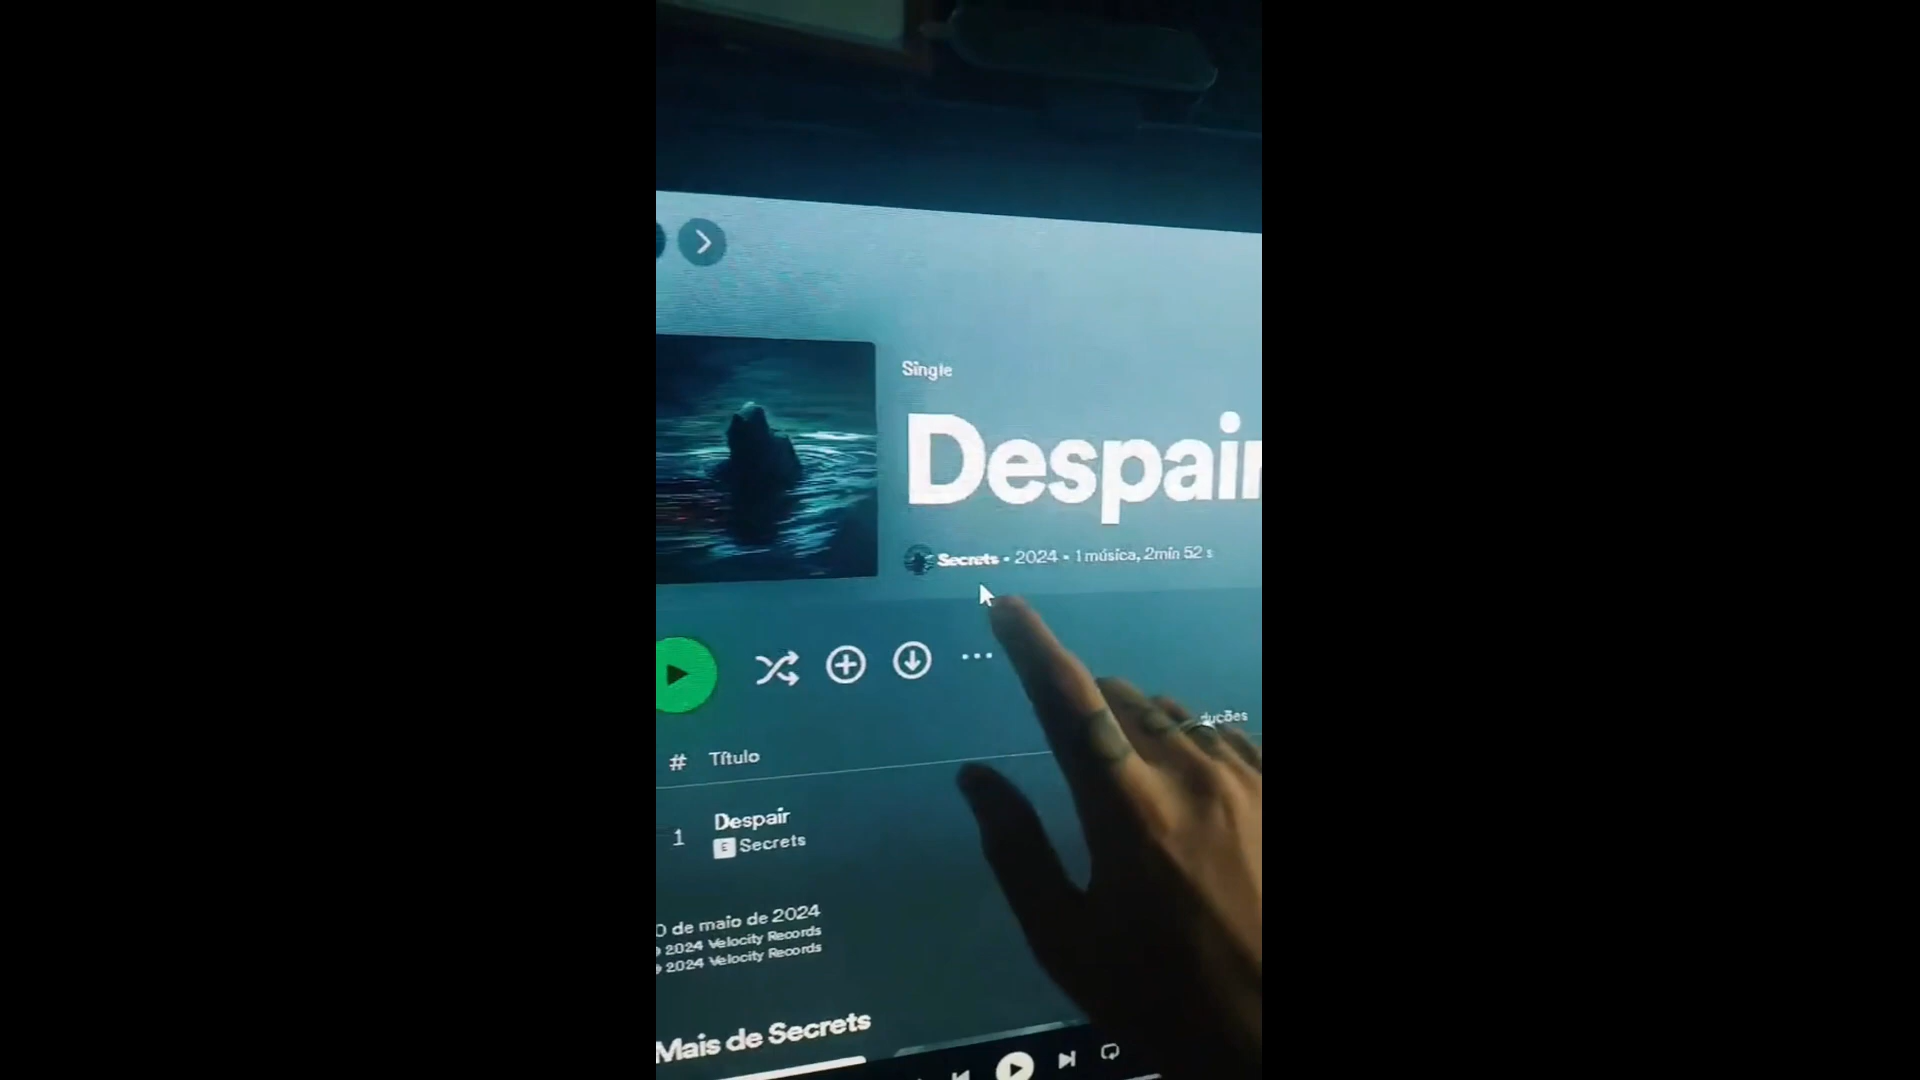 Single
Despair
Secrets • 2024 • 1 música, 2min 52 s
# Título
1
Despair
E Secrets
de maio de 2024
2024 Velocity Records
2024 Velocity Records
Mais de Secrets